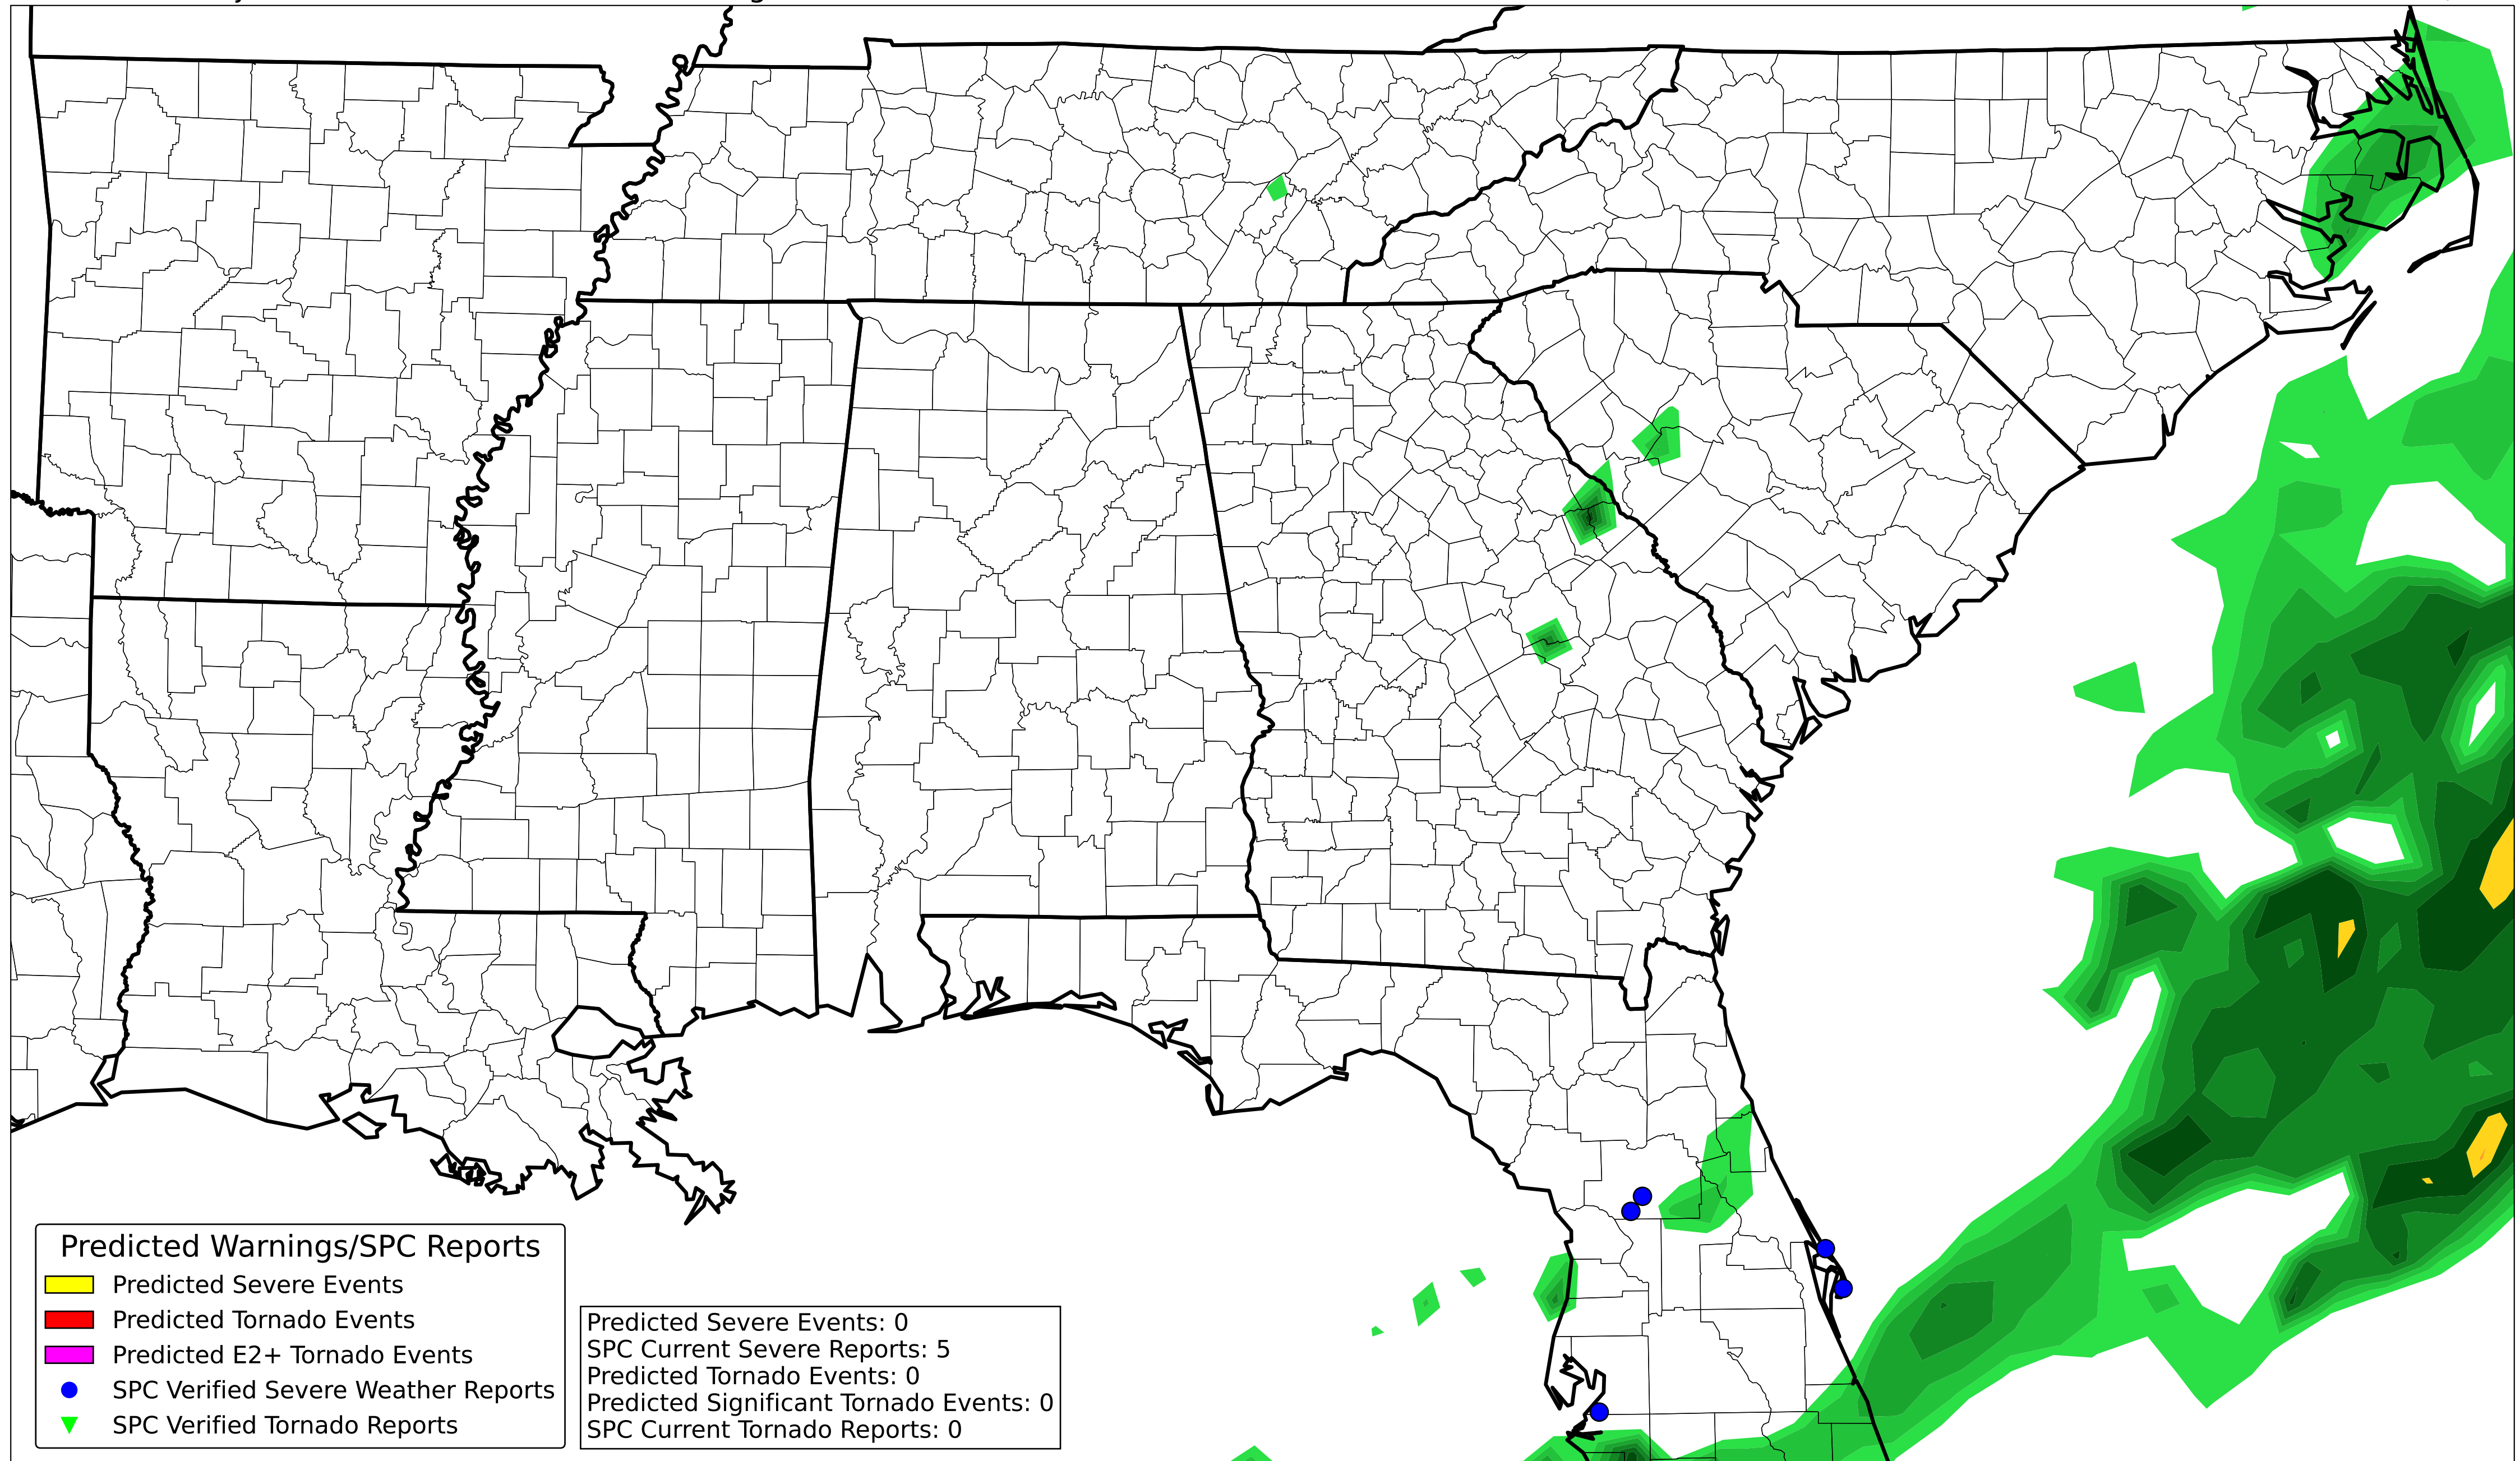 Predicted Warnings/SPC Reports
Predicted Severe Events
Predicted Tornado Events
Predicted E2+ Tornado Events
SPC Verified Severe Weather Reports
SPC Verified Tornado Reports
Predicted Severe Events: 0
SPC Current Severe Reports: 5
Predicted Tornado Events: 0
Predicted Significant Tornado Events: 0
SPC Current Tornado Reports: 0